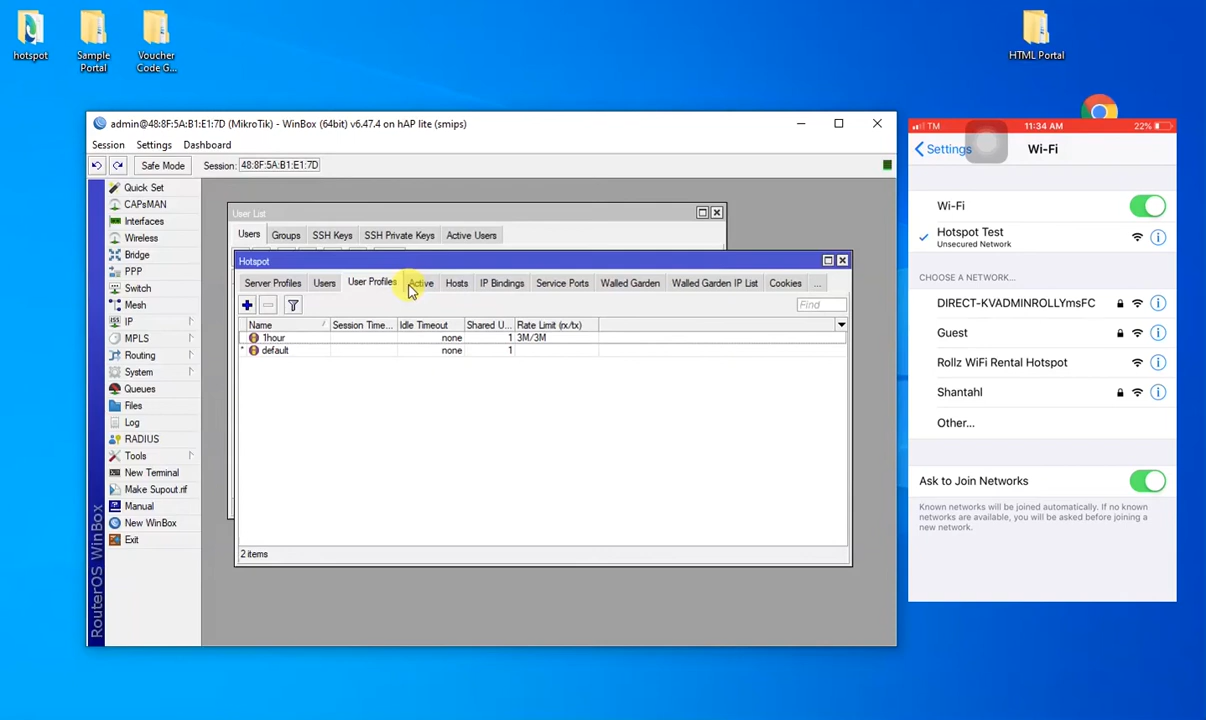 hotspot
Sample
Portal
Voucher
Code G...
HTML Portal
admin@48:8F:5A:B1:E1:7D (MikroTik) - WinBox (64bit) v6.47.4 on hAP lite (smips)
Session Settings Dashboard
Safe Mode Session: 48:8F:5A:B1:E1:7D
Quick Set
CAPsMAN
Interfaces
Wireless
Bridge
PPP
Switch
Mesh
IP
MPLS
Routing
System
Queues
Files
Log
RADIUS
Tools
New Terminal
Make Supout.rif
Manual
New WinBox
Exit
RouterOS WinBox
User List
Users Groups SSH Keys SSH Private Keys Active Users
Hotspot
Server Profiles Users User Profiles Active Hosts IP Bindings Service Ports Walled Garden Walled Garden IP List Cookies ...
Find
Name Session Time... Idle Timeout Shared U... Rate Limit (rx/tx)
1hour none 1 3M/3M
* default none 1
2 items
TM 11:34 AM 22%
Settings Wi-Fi
Wi-Fi
Hotspot Test
Unsecured Network
CHOOSE A NETWORK...
DIRECT-KVADMINROLLYmsFC
Guest
Rollz WiFi Rental Hotspot
Shantahl
Other...
Ask to Join Networks
Known networks will be joined automatically. If no known
networks are available, you will be asked before joining a
new network.